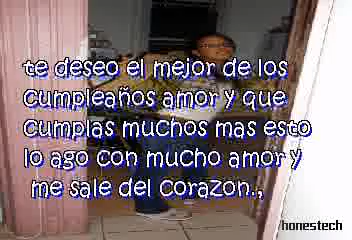 te deseo el mejor de los
cumpleaños amor y que
cumplas muchos mas esto
lo ago con mucho amor y
me sale del corazon.,
honestech